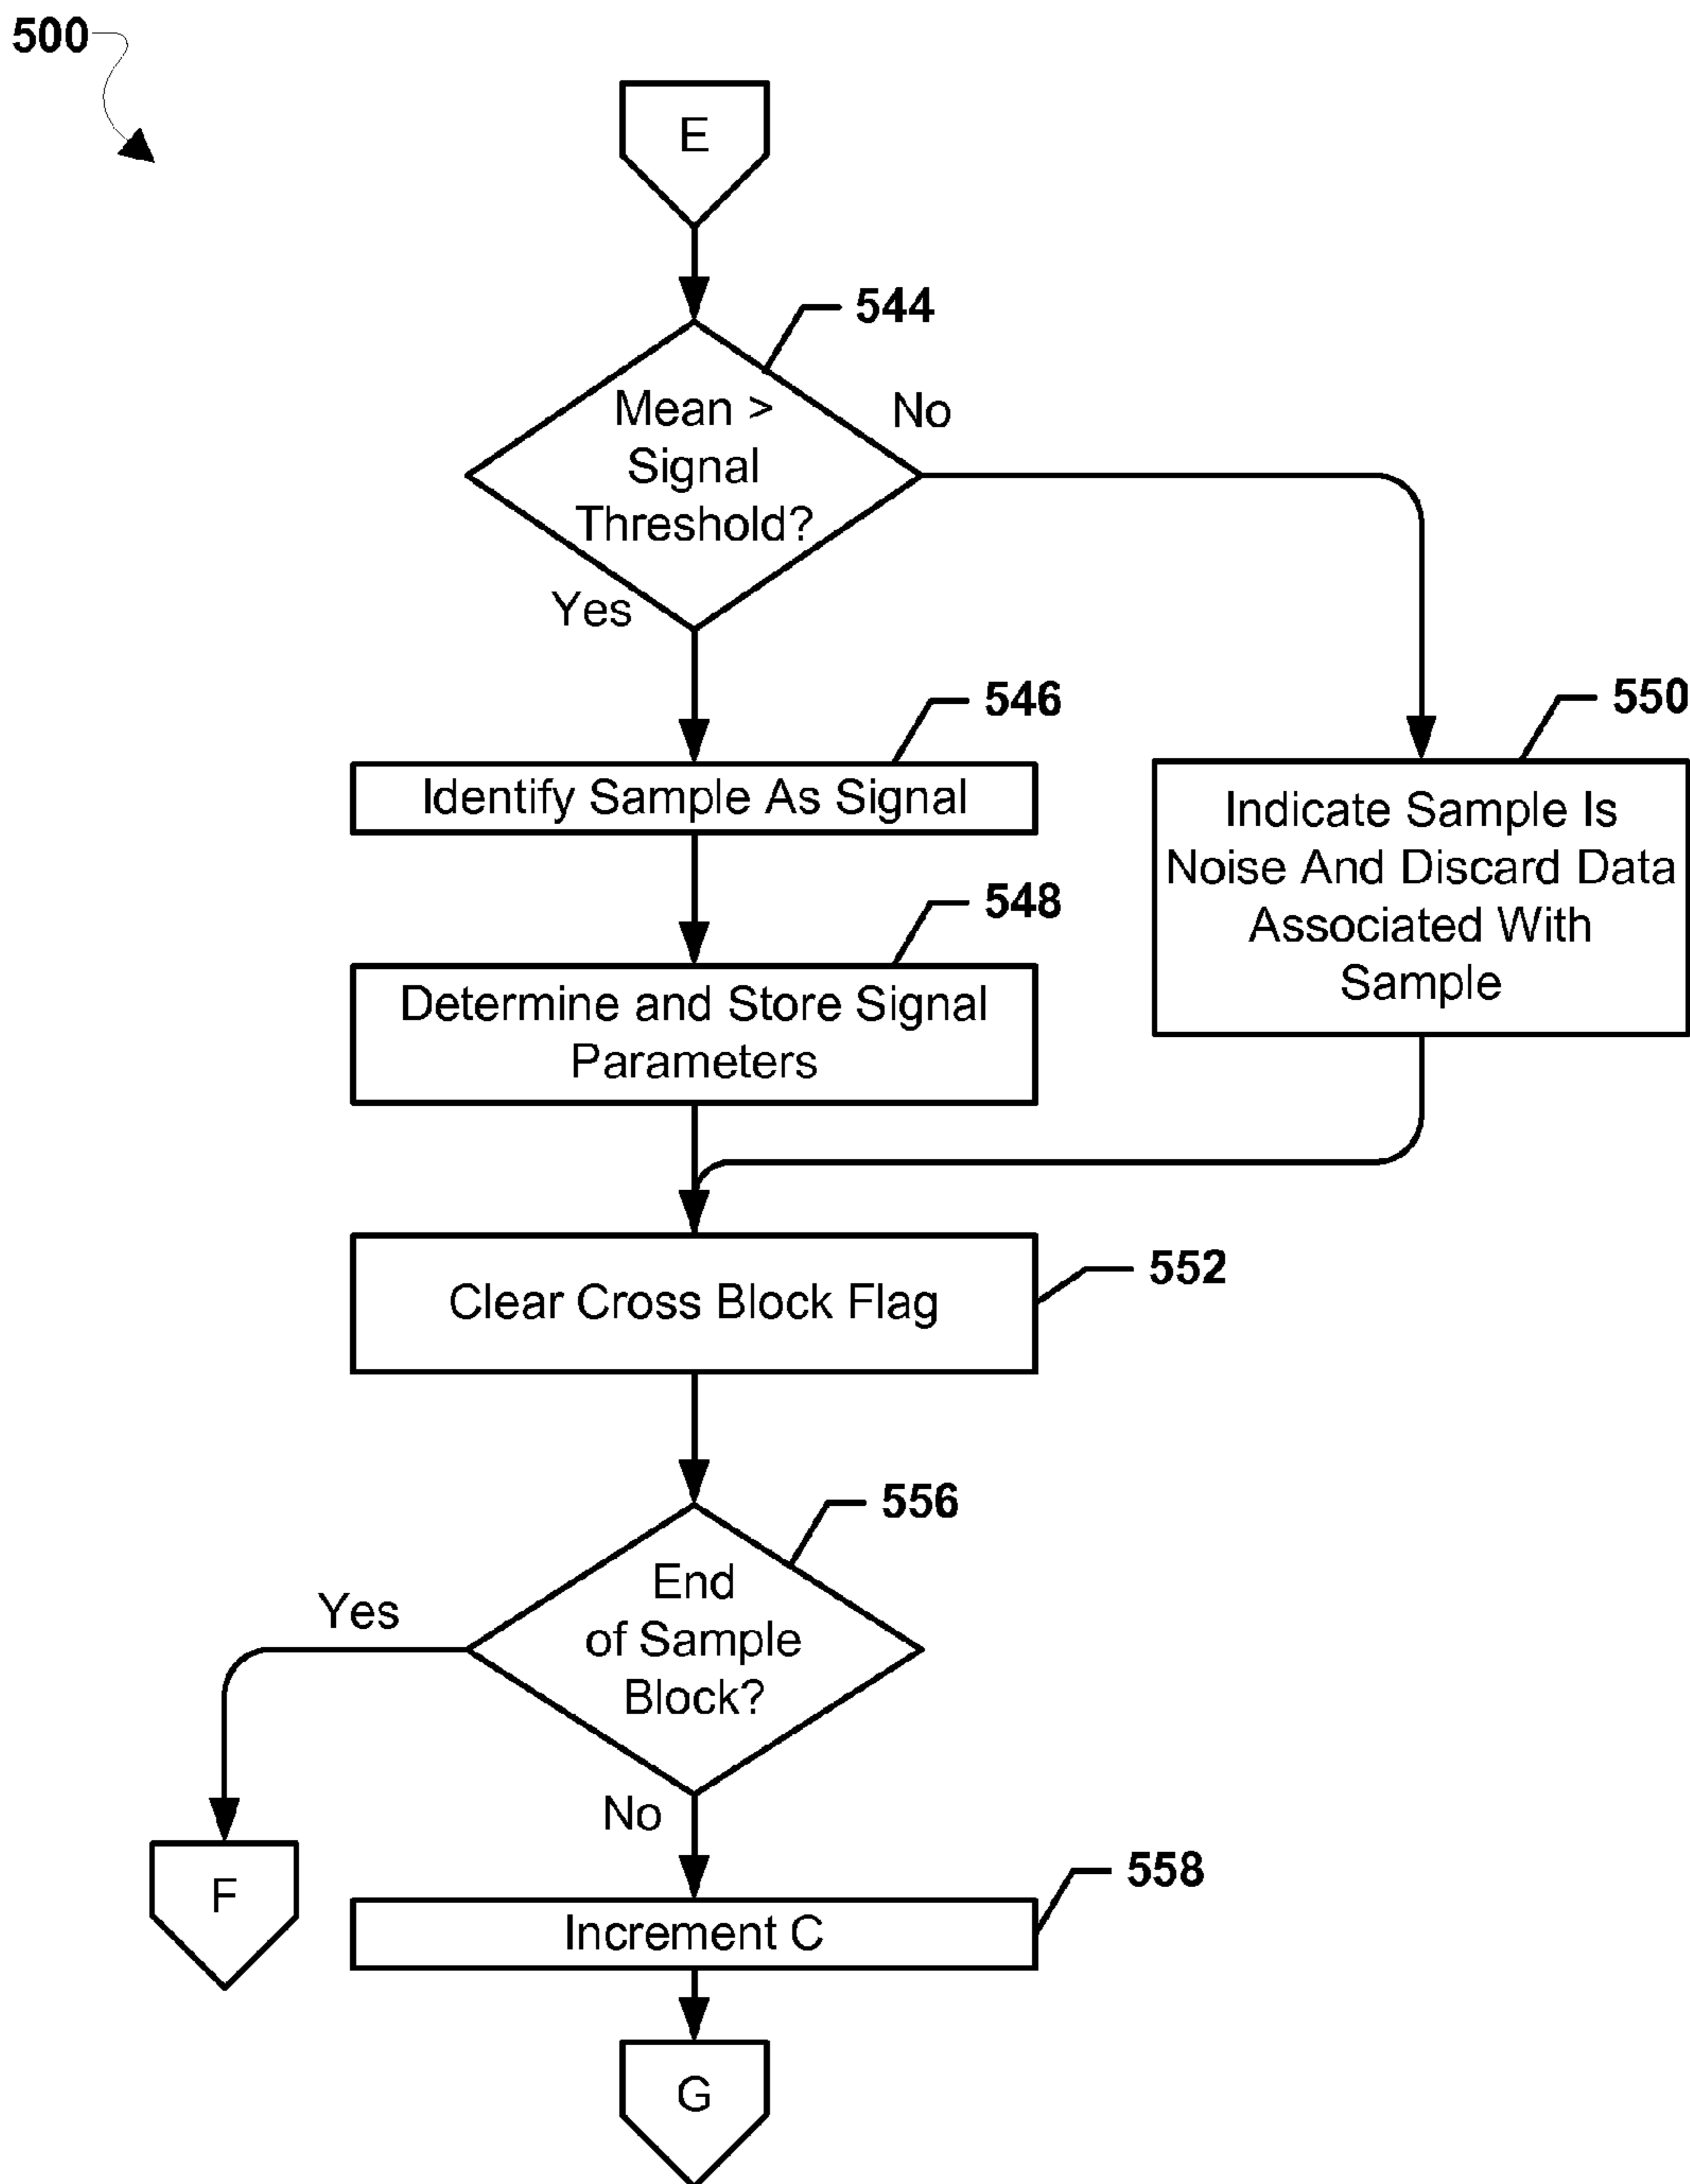 500
E
544
Mean >
Signal
Threshold?
No
Yes
546
Identify Sample As Signal
550
Indicate Sample Is
Noise And Discard Data
Associated With
Sample
548
Determine and Store Signal
Parameters
552
Clear Cross Block Flag
556
End
of Sample
Block?
Yes
No
F
558
Increment C
G